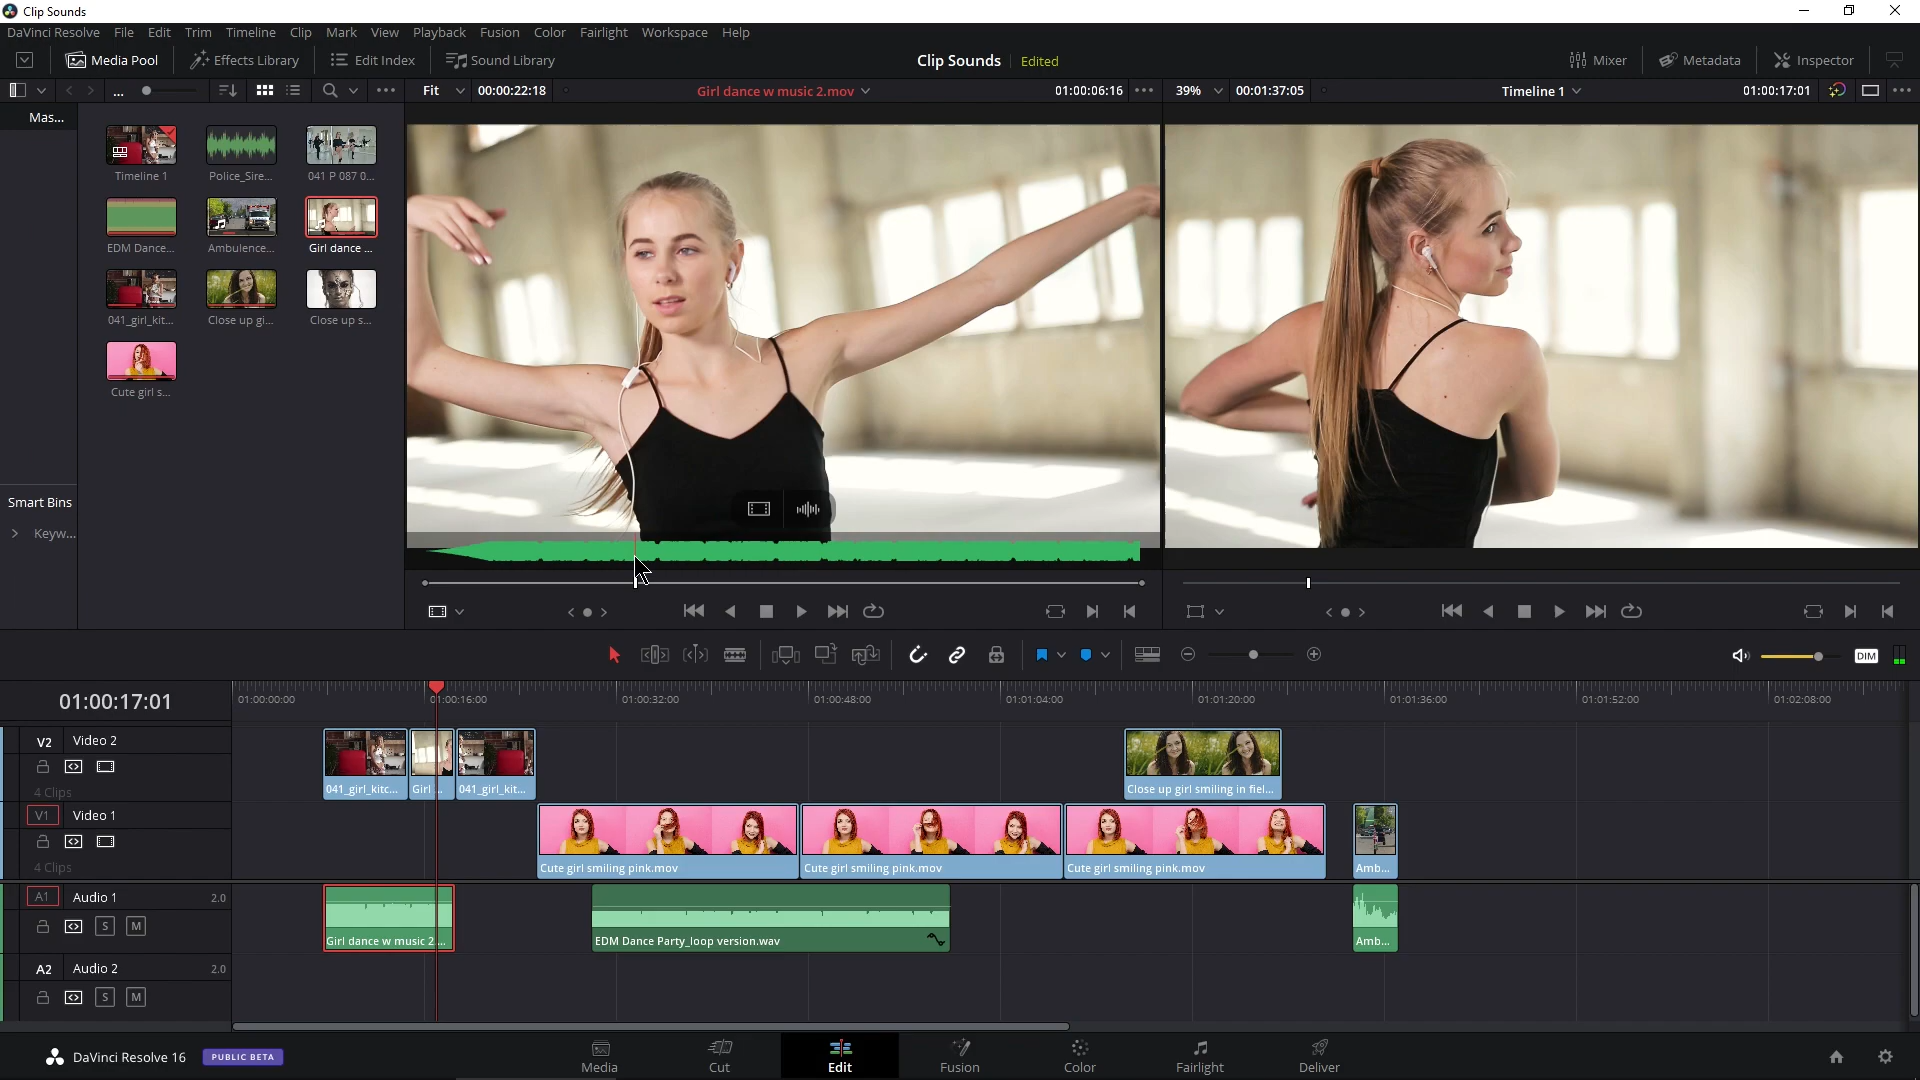 Clip Sounds
DaVinci Resolve File Edit Trim Timeline Clip Mark View Playback Fusion Color Fairlight Workspace Help
Media Pool Effects Library Edit Index Sound Library Clip Sounds Edited Mixer Metadata Inspector
... Fit 00:00:22:18 Girl dance w music 2.mov 01:00:06:16 39% 00:01:37:05 Timeline 1 01:00:17:01
Mas...
Timeline 1 Police_Sire... 041 P 087 0...
EDM Dance... Ambulence... Girl dance ...
041_girl_kit... Close up gi... Close up s...
Cute girl s...
Smart Bins
Keyw...
DIM
01:00:17:01 01:00:00:00 01:00:16:00 01:00:32:00 01:00:48:00 01:01:04:00 01:01:20:00 01:01:36:00 01:01:52:00 01:02:08:00
V2 Video 2
4 Clips
041_girl_kitc... Girl ... 041_girl_kit... Close up girl smiling in fiel...
V1 Video 1
4 Clips
Cute girl smiling pink.mov Cute girl smiling pink.mov Cute girl smiling pink.mov Amb...
A1 Audio 1 2.0
S M
Girl dance w music 2.... EDM Dance Party_loop version.wav Amb...
A2 Audio 2 2.0
S M
DaVinci Resolve 16 PUBLIC BETA Media Cut Edit Fusion Color Fairlight Deliver